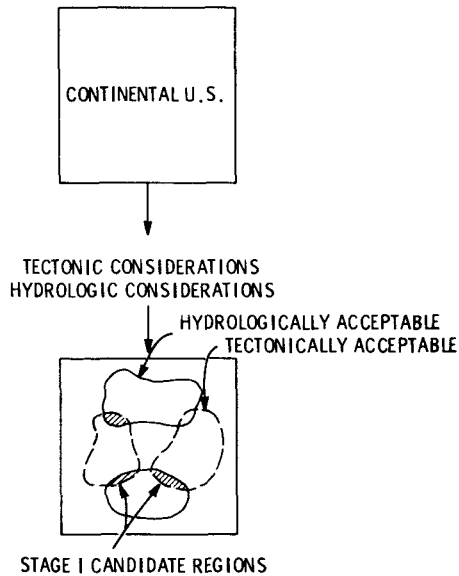 CONTINENTAL U.S.
TECTONIC CONSIDERATIONS
HYDROLOGIC CONSIDERATIONS
HYDROLOGICALLY ACCEPTABLE
TECTONICALLY ACCEPTABLE
STAGE I CANDIDATE REGIONS